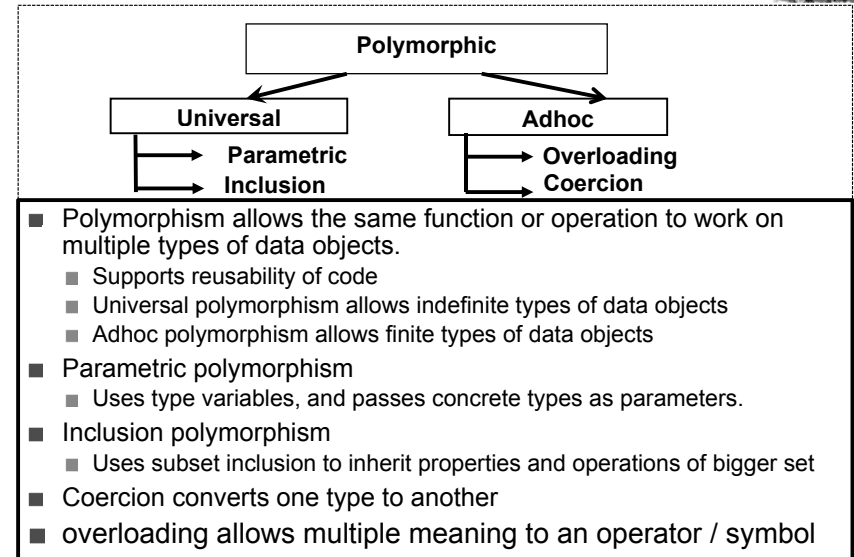 Polymorphic
Universal Adhoc
Parametric Overloading
Inclusion Coercion
Polymorphism allows the same function or operation to work on
multiple types of data objects.
Supports reusability of code
Universal polymorphism allows indefinite types of data objects
Adhoc polymorphism allows finite types of data objects
Parametric polymorphism
Uses type variables, and passes concrete types as parameters.
Inclusion polymorphism
Uses subset inclusion to inherit properties and operations of bigger set
Coercion converts one type to another
overloading allows multiple meaning to an operator / symbol